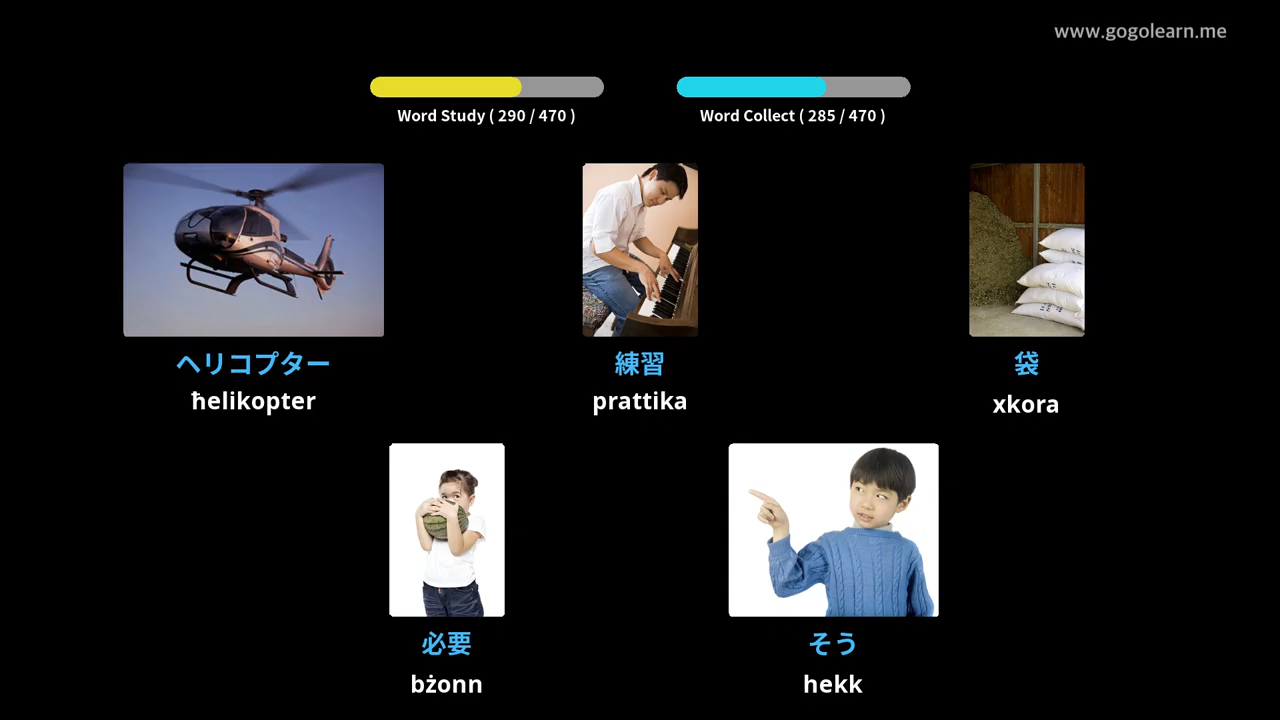 www.gogolearn.me
Word Study ( 290 / 470 )
Word Collect ( 285 / 470 )
ヘリコプター
ħelikopter
練習
prattika
袋
xkora
必要
bżonn
そう
hekk